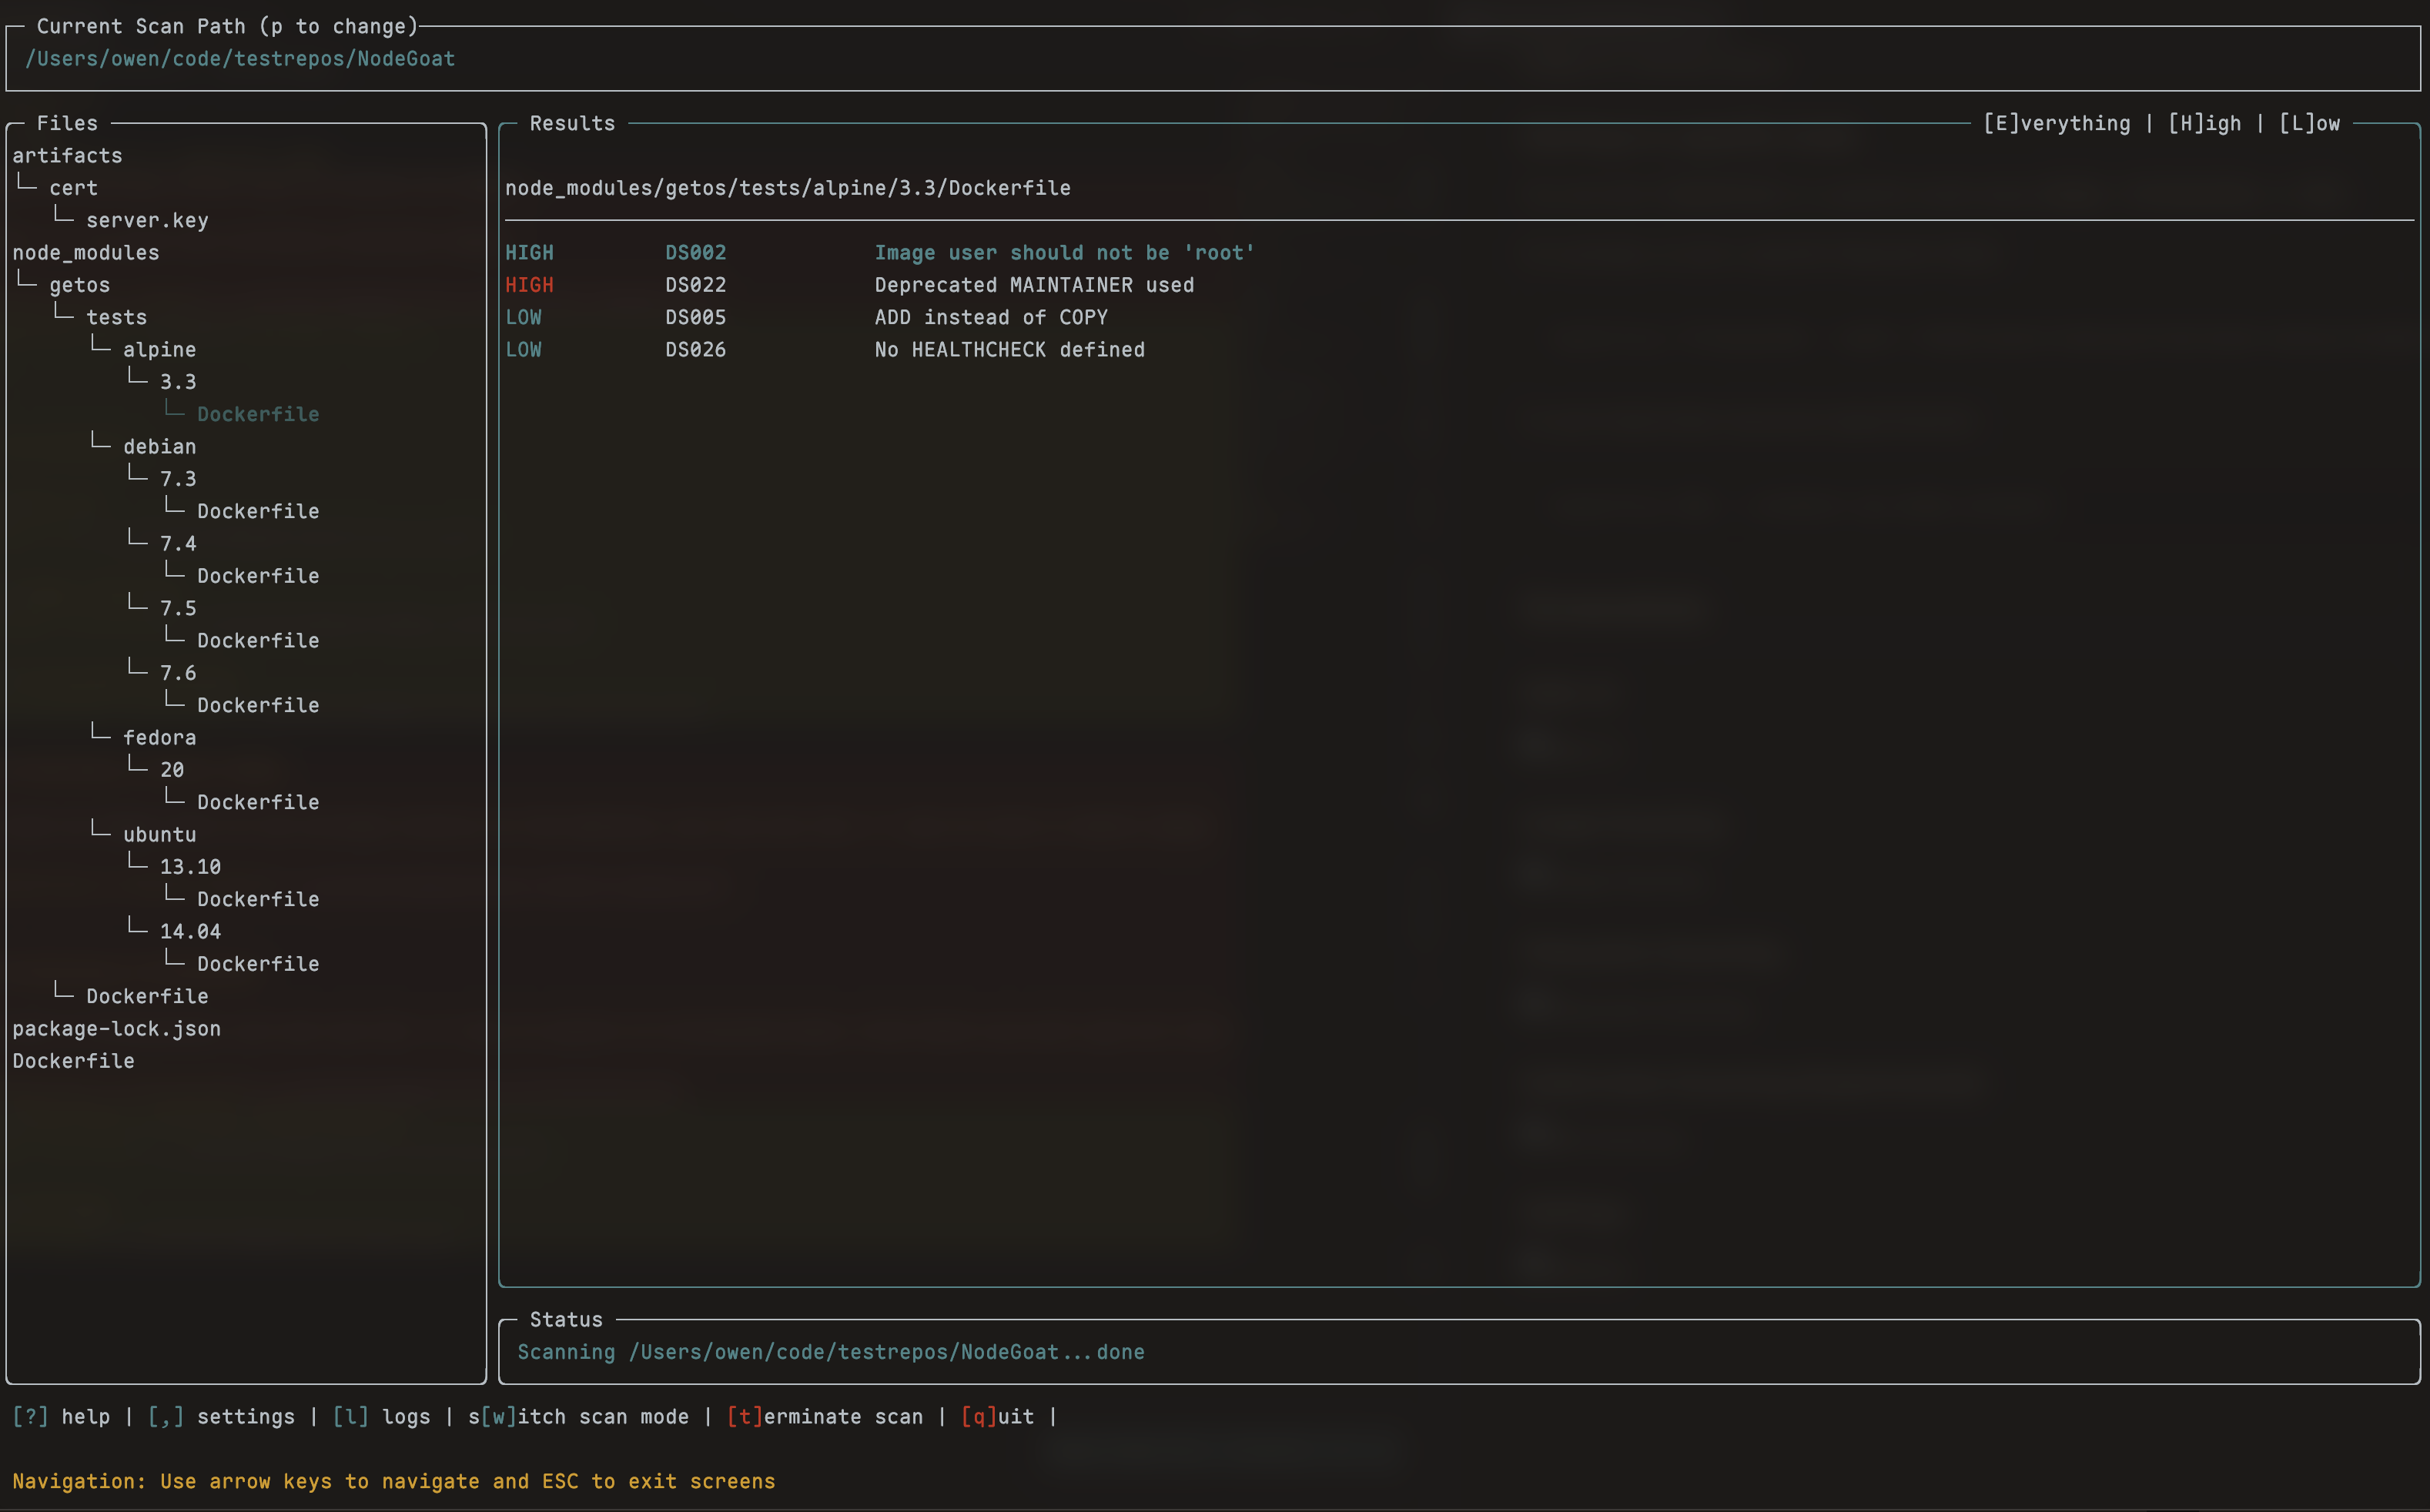 Current Scan Path (p to change)
/Users/owen/code/testrepos/NodeGoat
Files
artifacts
└─ cert
└─ server.key
node_modules
└─ getos
└─ tests
└─ alpine
└─ 3.3
└─ Dockerfile
└─ debian
└─ 7.3
└─ Dockerfile
└─ 7.4
└─ Dockerfile
└─ 7.5
└─ Dockerfile
└─ 7.6
└─ Dockerfile
└─ fedora
└─ 20
└─ Dockerfile
└─ ubuntu
└─ 13.10
└─ Dockerfile
└─ 14.04
└─ Dockerfile
└─ Dockerfile
package-lock.json
Dockerfile
Results
[E]verything | [H]igh | [L]ow
node_modules/getos/tests/alpine/3.3/Dockerfile
HIGH DS002 Image user should not be 'root'
HIGH DS022 Deprecated MAINTAINER used
LOW DS005 ADD instead of COPY
LOW DS026 No HEALTHCHECK defined
Status
Scanning /Users/owen/code/testrepos/NodeGoat...done
[?] help | [,] settings | [l] logs | s[w]itch scan mode | [t]erminate scan | [q]uit |
Navigation: Use arrow keys to navigate and ESC to exit screens